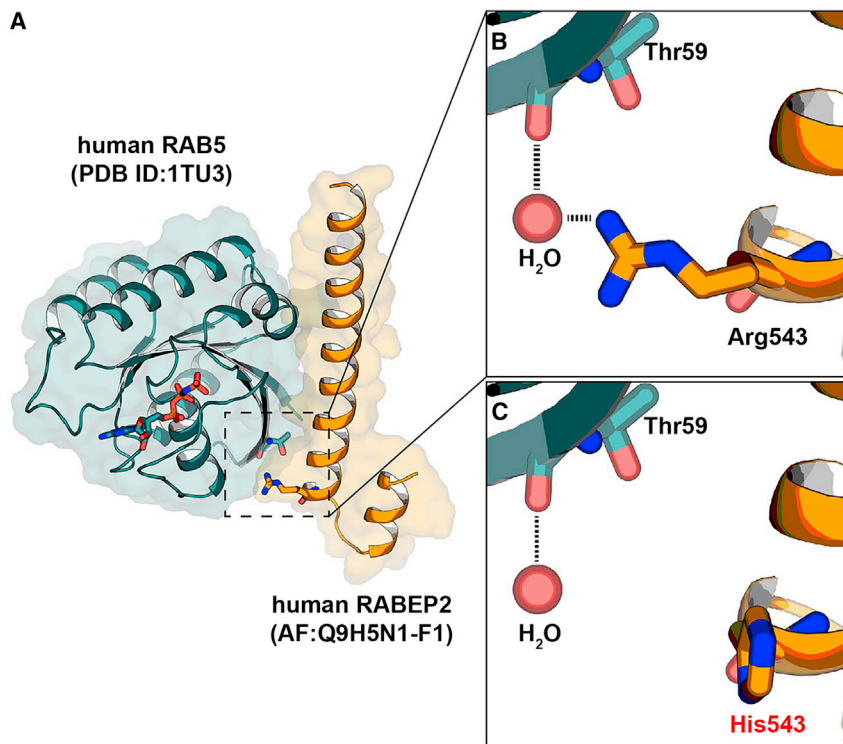 A
human RAB5
(PDB ID:1TU3)
human RABEP2
(AF:Q9H5N1-F1)
B
Thr59
H₂O
Arg543
C
Thr59
H₂O
His543